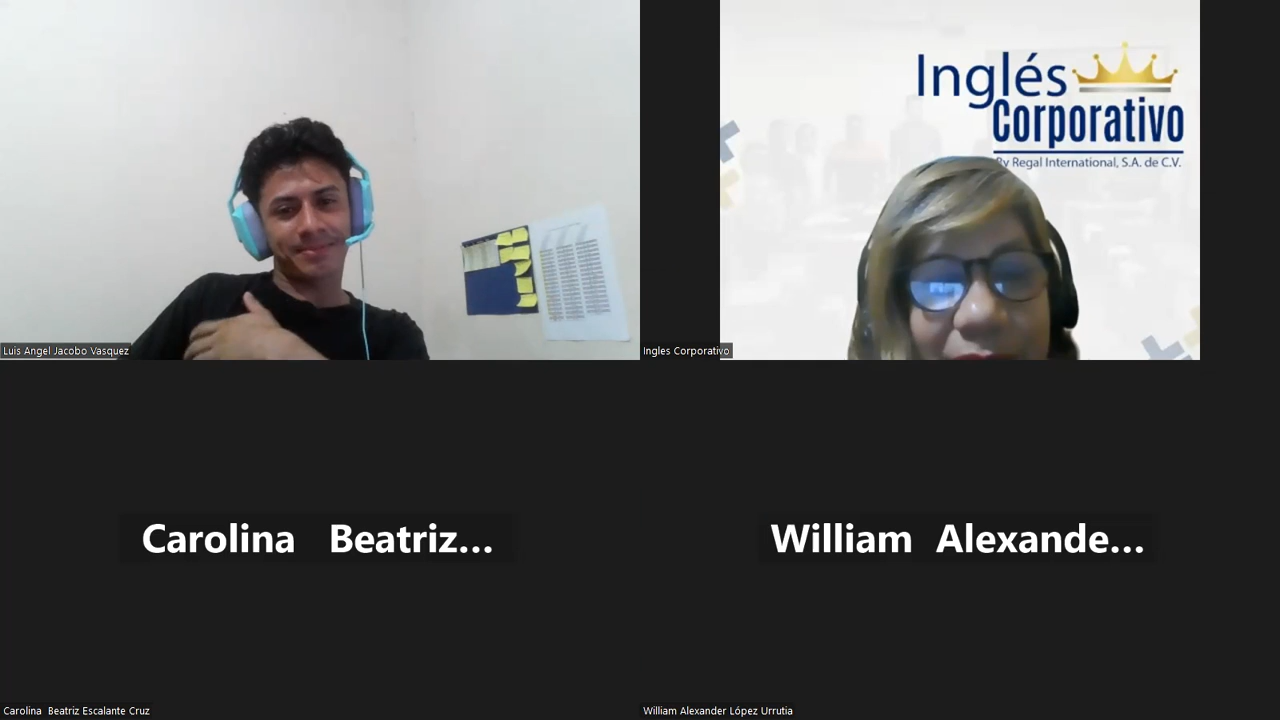 Inglés
Corporativo
By Regal International, S.A. de C.V.
Luis Angel Jacobo Vasquez
Ingles Corporativo
Carolina Beatriz...
William Alexande...
Carolina Beatriz Escalante Cruz
William Alexander López Urrutia